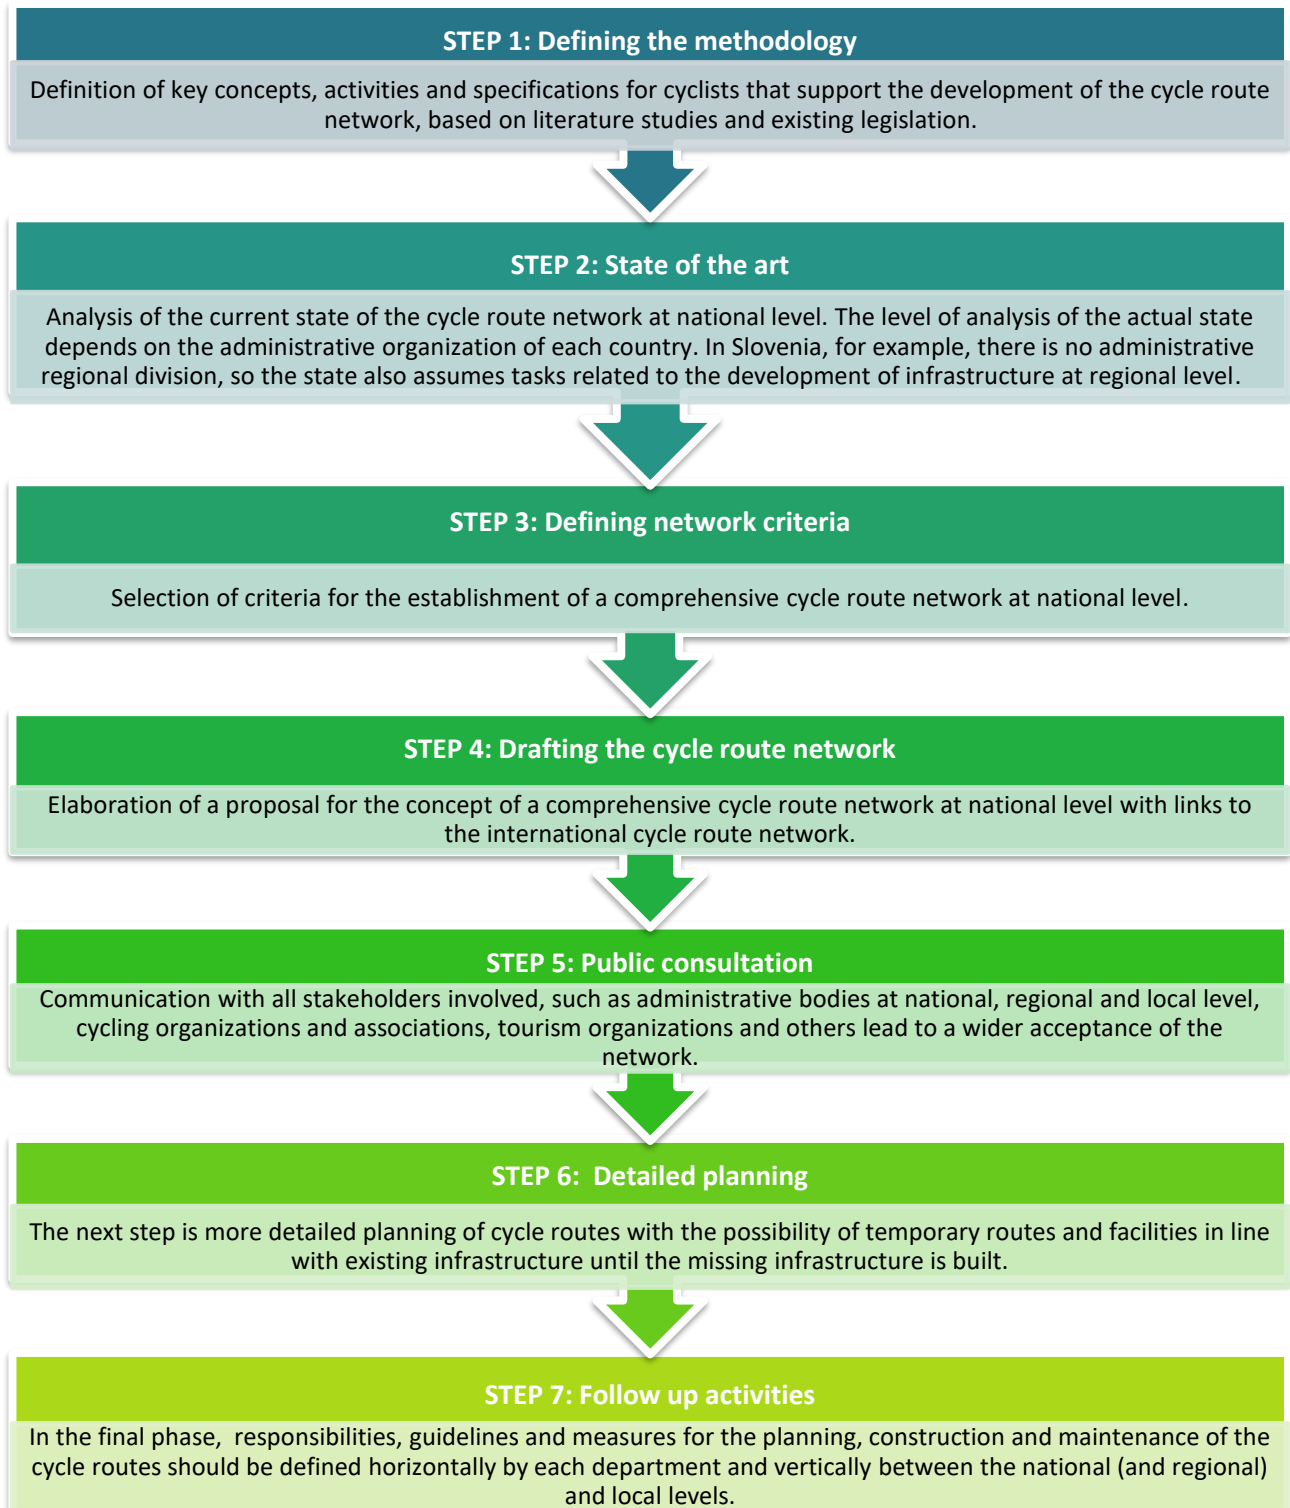 STEP 1: Defining the methodology
Definition of key concepts, activities and specifications for cyclists that support the development of the cycle route
network, based on literature studies and existing legislation.
STEP 2: State of the art
Analysis of the current state of the cycle route network at national level. The level of analysis of the actual state
depends on the administrative organization of each country. In Slovenia, for example, there is no administrative
regional division, so the state also assumes tasks related to the development of infrastructure at regional level.
STEP 3: Defining network criteria
Selection of criteria for the establishment of a comprehensive cycle route network at national level.
STEP 4: Drafting the cycle route network
Elaboration of a proposal for the concept of a comprehensive cycle route network at national level with links to
the international cycle route network.
STEP 5: Public consultation
Communication with all stakeholders involved, such as administrative bodies at national, regional and local level,
cycling organizations and associations, tourism organizations and others lead to a wider acceptance of the
network.
STEP 6:  Detailed planning
The next step is more detailed planning of cycle routes with the possibility of temporary routes and facilities in line
with existing infrastructure until the missing infrastructure is built.
STEP 7: Follow up activities
In the final phase,  responsibilities, guidelines and measures for the planning, construction and maintenance of the
cycle routes should be defined horizontally by each department and vertically between the national (and regional)
and local levels.